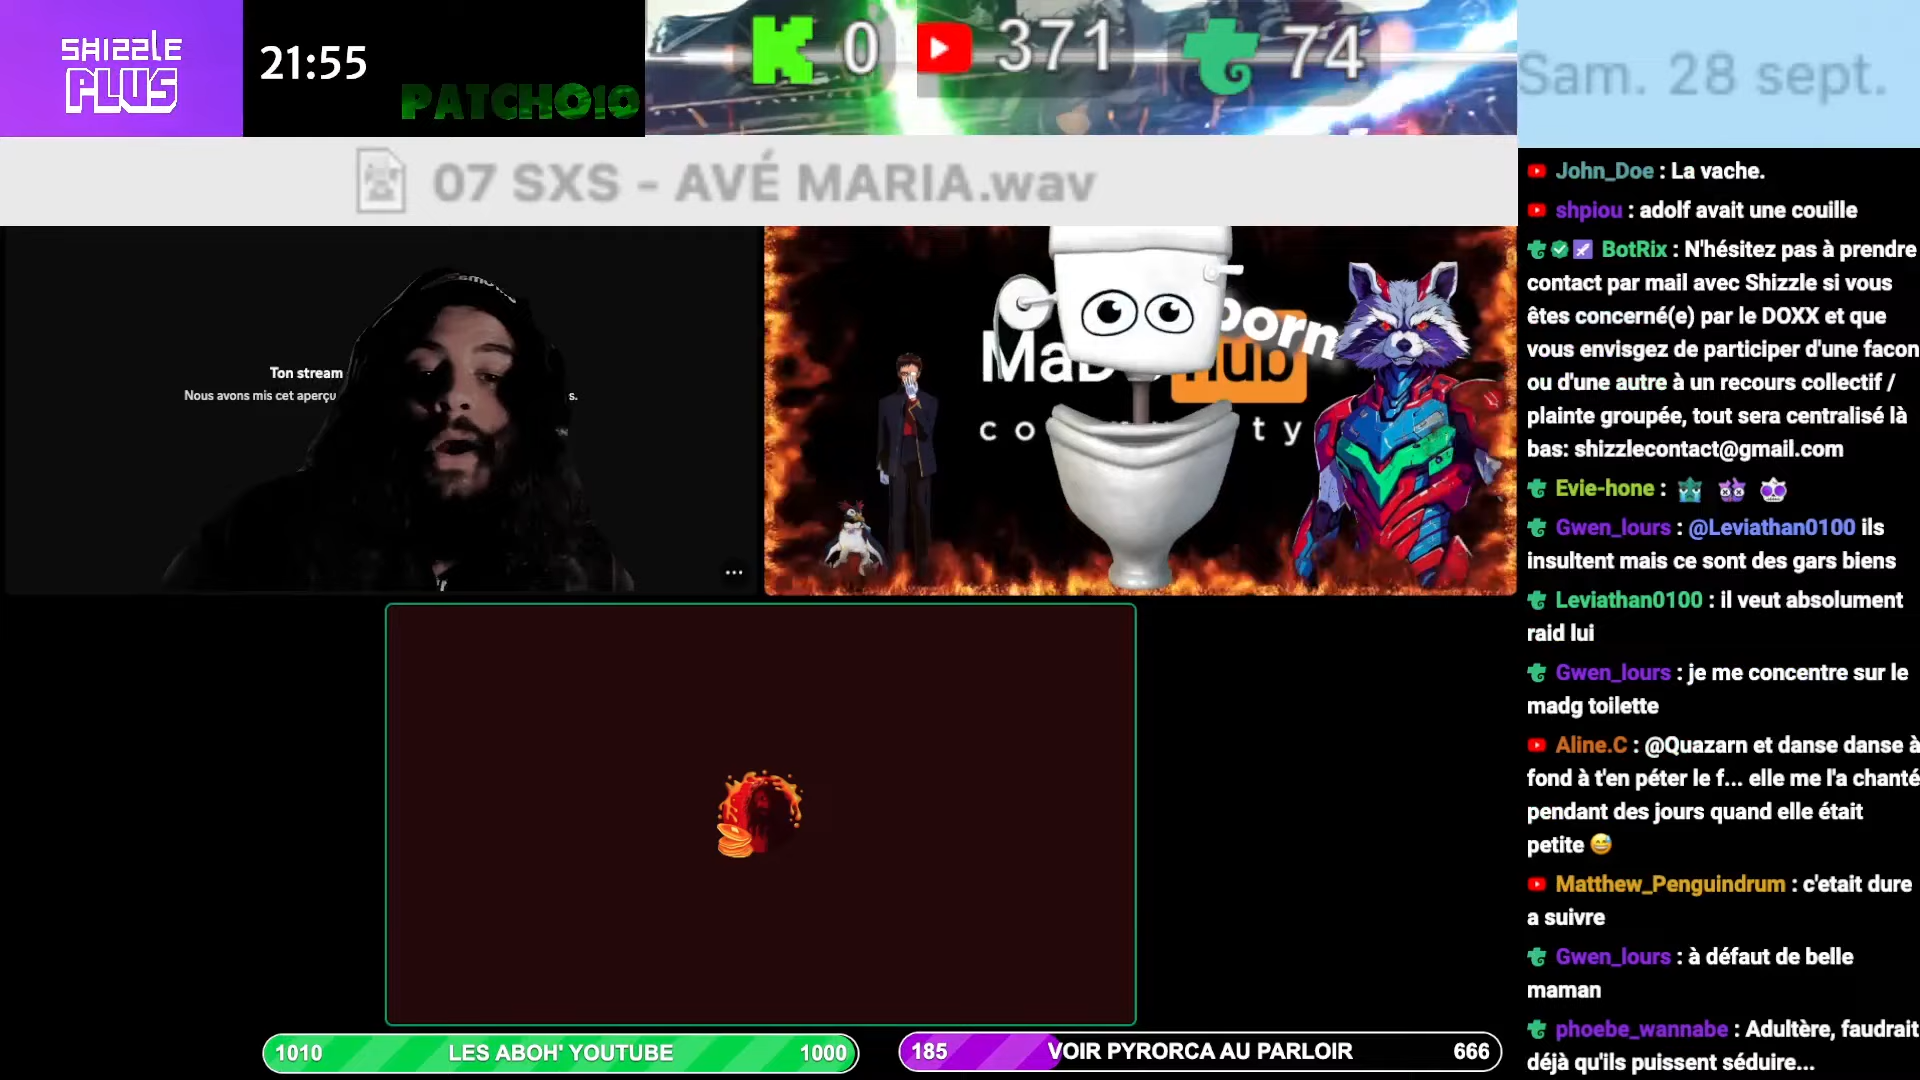 SHIZZLE
PLUS
21:55
PATCHO!O
0
371
74
Sam. 28 sept.
07 SXS - AVÉ MARIA.wav
Ton stream
Nous avons mis cet aperçu
s.
porn
Ma
hub
co
ty
John_Doe : La vache.
shpiou : adolf avait une couille
BotRix : N'hésitez pas à prendre
contact par mail avec Shizzle si vous
êtes concerné(e) par le DOXX et que
vous envisgez de participer d'une facon
ou d'une autre à un recours collectif /
plainte groupée, tout sera centralisé là
bas: shizzlecontact@gmail.com
Evie-hone :
Gwen_lours : @Leviathan0100 ils
insultent mais ce sont des gars biens
Leviathan0100 : il veut absolument
raid lui
Gwen_lours : je me concentre sur le
madg toilette
Aline.C : @Quazarn et danse danse à
fond à t'en péter le f... elle me l'a chanté
pendant des jours quand elle était
petite 😅
Matthew_Penguindrum : c'etait dure
a suivre
Gwen_lours : à défaut de belle
maman
phoebe_wannabe : Adultère, faudrait
déjà qu'ils puissent séduire...
1010 LES ABOH' YOUTUBE 1000
185 VOIR PYRORCA AU PARLOIR 666